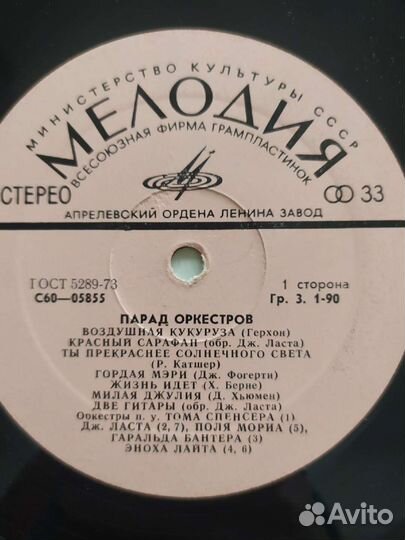 МИНИСТЕРСТВО КУЛЬТУРЫ СССР
МЕЛОДИЯ
ВСЕСОЮЗНАЯ ФИРМА ГРАМПЛАСТИНОК
СТЕРЕО
33
АПРЕЛЕВСКИЙ ОРДЕНА ЛЕНИНА ЗАВОД
ГОСТ 5289-73
1 сторона
С60—05855
Гр. 3. 1-90
ПАРАД ОРКЕСТРОВ
ВОЗДУШНАЯ КУКУРУЗА (Герхон)
КРАСНЫЙ САРАФАН (обр. Дж. Ласта)
ТЫ ПРЕКРАСНЕЕ СОЛНЕЧНОГО СВЕТА
(Р. Катшер)
ГОРДАЯ МЭРИ (Дж. Фогерти)
ЖИЗНЬ ИДЕТ (Х. Берне)
МИЛАЯ ДЖУЛИЯ (Д. Хьюмен)
ДВЕ ГИТАРЫ (обр. Дж. Ласта)
Оркестры п. у. ТОМА СПЕНСЕРА (1)
Дж. ЛАСТА (2, 7), ПОЛЯ МОРИА (5),
ГАРАЛЬДА БАНТЕРА (3)
ЭНОХА ЛАЙТА (4, 6)
Avito